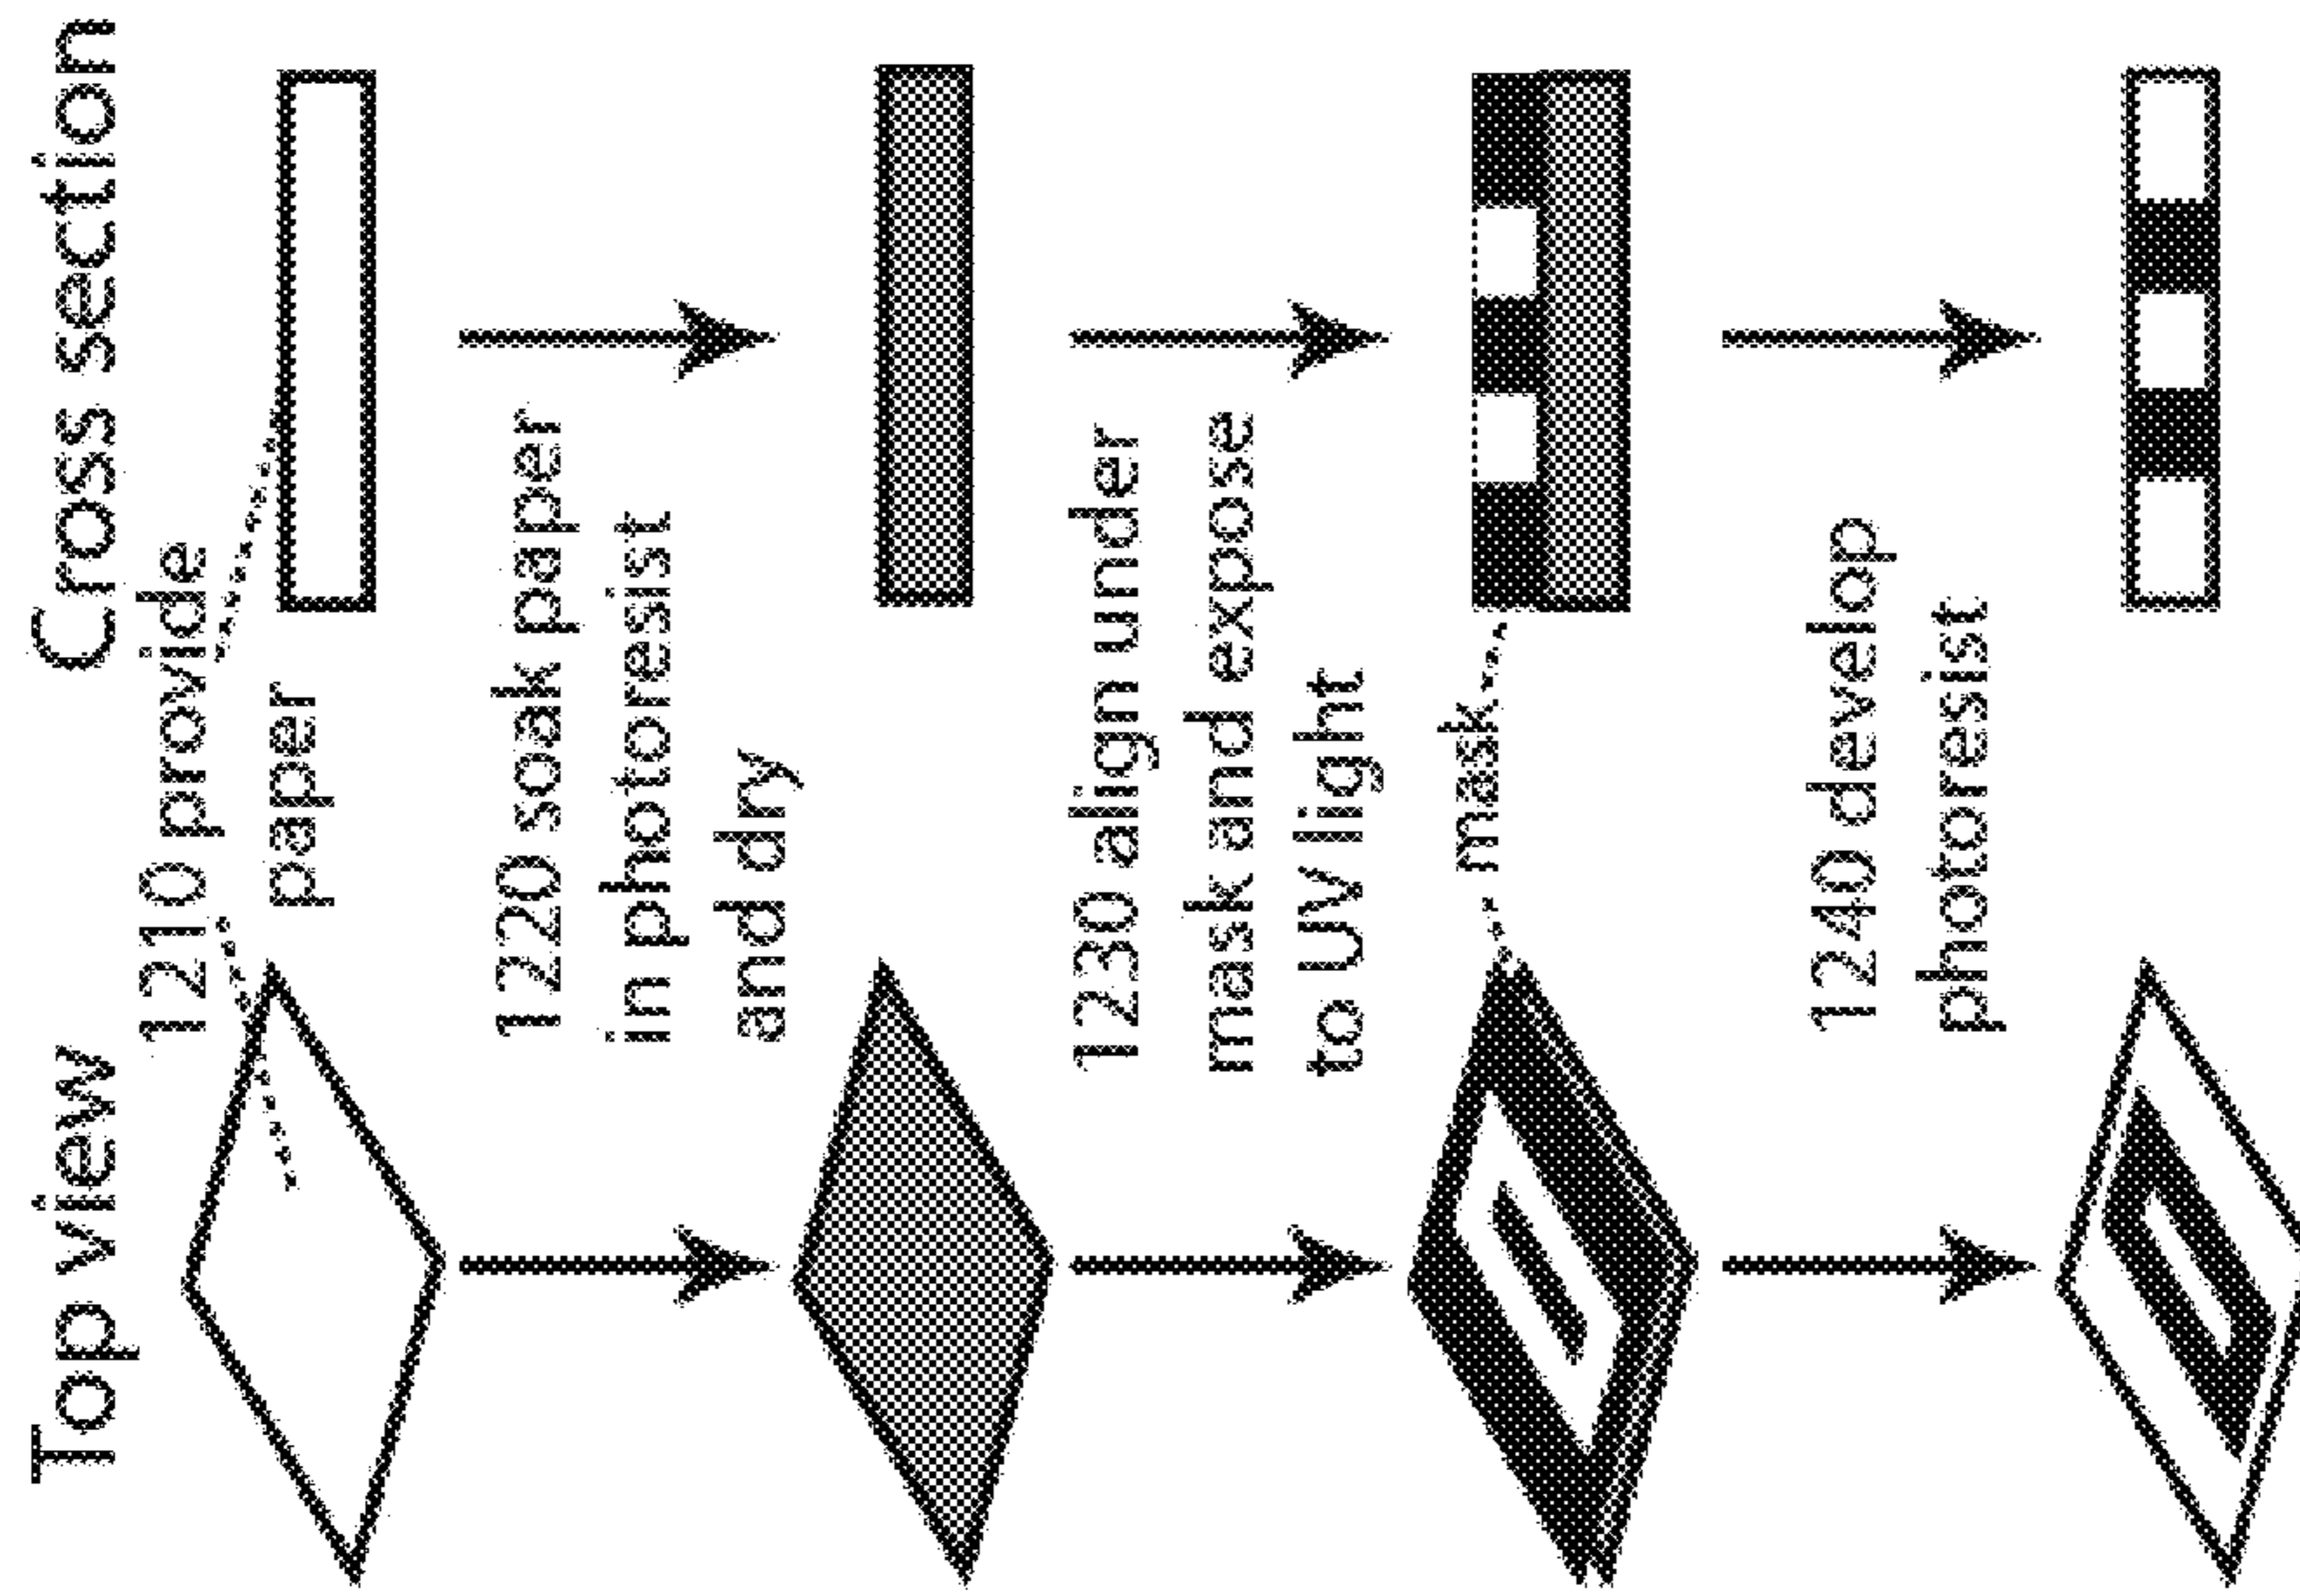 Top view
Cross section
1210 provide
paper
1220 soak paper
in photoresist
and dry
1230 align under
mask and expose
to UV light
mask
1240 develop
photoresist